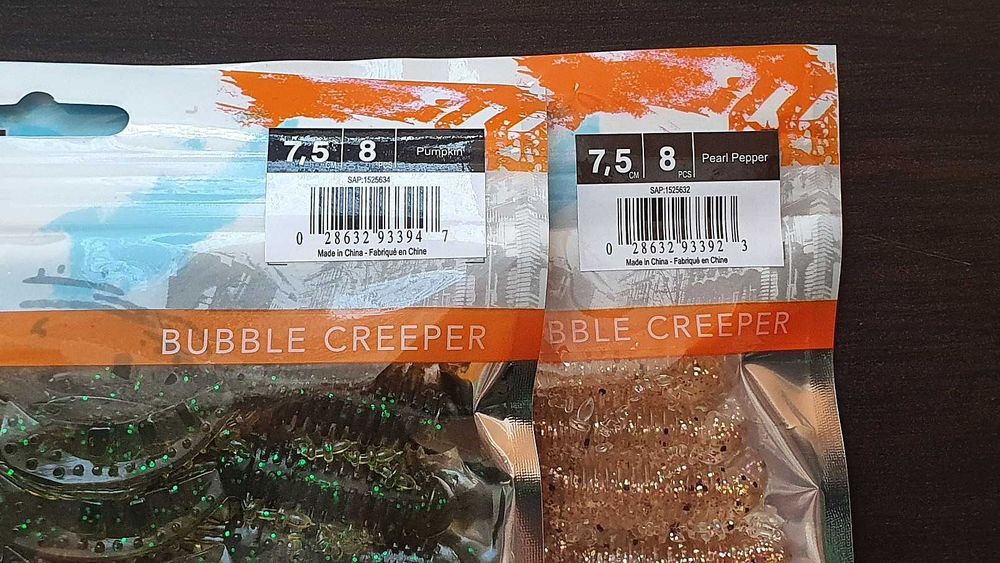 7,5 CM 8 PCS Pumpkin
SAP:1525634
0 28632 93394 7
Made in China - Fabriqué en Chine
BUBBLE CREEPER
7,5 CM 8 PCS Pearl Pepper
SAP:1525632
0 28632 93392 3
Made in China - Fabriqué en Chine
BBLE CREEPER